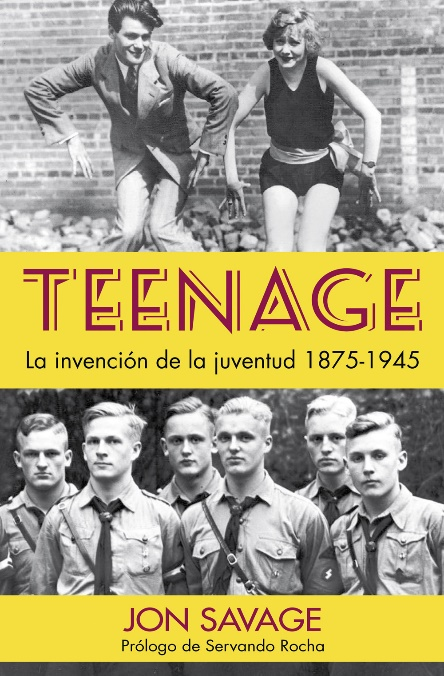 TEENAGE
La invención de la juventud 1875-1945
JON SAVAGE
Prólogo de Servando Rocha